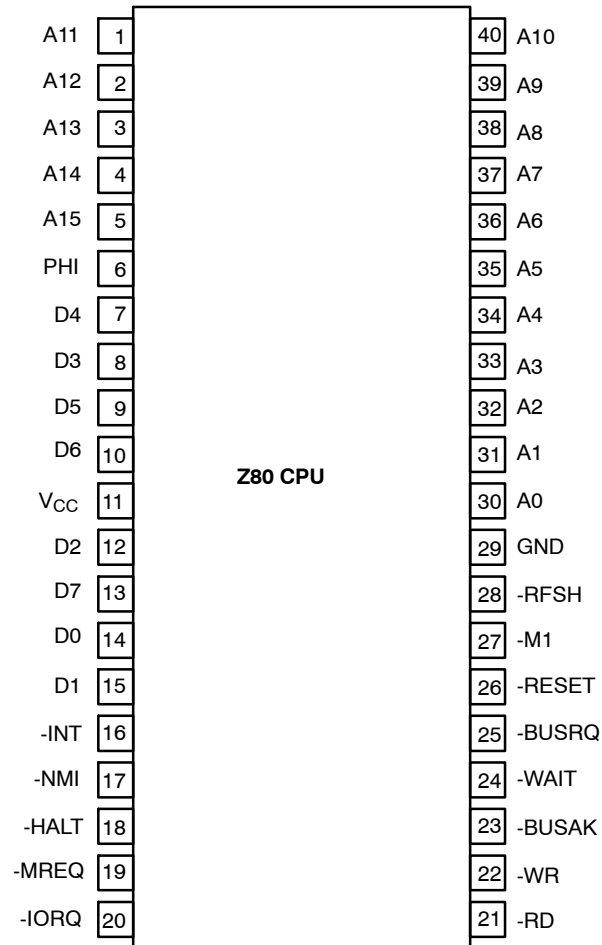 A11 1 40 A10
A12 2 39 A9
A13 3 38 A8
A14 4 37 A7
A15 5 36 A6
PHI 6 35 A5
D4 7 34 A4
D3 8 33 A3
D5 9 32 A2
D6 10 31 A1
Z80 CPU
VCC 11 30 A0
D2 12 29 GND
D7 13 28 -RFSH
D0 14 27 -M1
D1 15 26 -RESET
-INT 16 25 -BUSRQ
-NMI 17 24 -WAIT
-HALT 18 23 -BUSAK
-MREQ 19 22 -WR
-IORQ 20 21 -RD